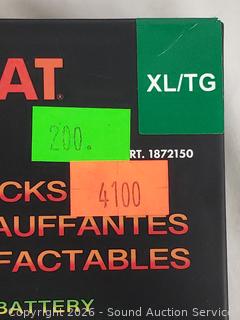 XL/TG
AT®
200.
RT. 1872150
CKS
4100
AUFFANTES
FACTABLES
BATTERY
Copyright 2026 - Sound Auction Service